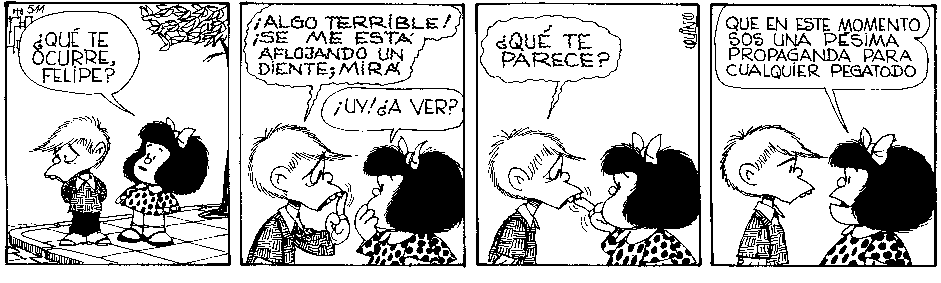 ¿QUÉ TE
OCURRE,
FELIPE?
¡ALGO TERRIBLE!
¡SE ME ESTÁ
AFLOJANDO UN
DIENTE; MIRÁ
¡UY! ¿A VER?
¿QUÉ TE
PARECE?
QUINO
QUE EN ESTE MOMENTO
SOS UNA PÉSIMA
PROPAGANDA PARA
CUALQUIER PEGATODO